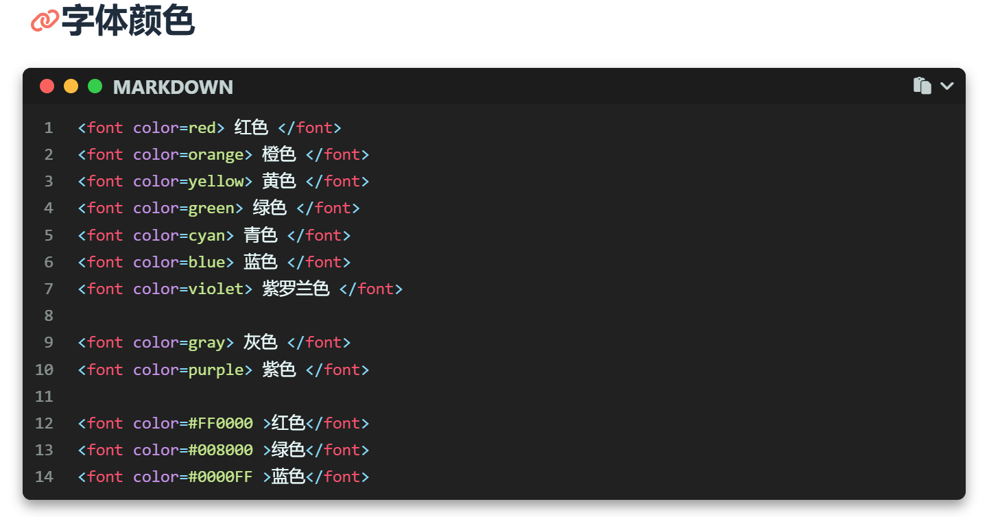 字体颜色
MARKDOWN
1 <font color=red> 红色 </font>
2 <font color=orange> 橙色 </font>
3 <font color=yellow> 黄色 </font>
4 <font color=green> 绿色 </font>
5 <font color=cyan> 青色 </font>
6 <font color=blue> 蓝色 </font>
7 <font color=violet> 紫罗兰色 </font>
8
9 <font color=gray> 灰色 </font>
10 <font color=purple> 紫色 </font>
11
12 <font color=#FF0000 >红色</font>
13 <font color=#008000 >绿色</font>
14 <font color=#0000FF >蓝色</font>